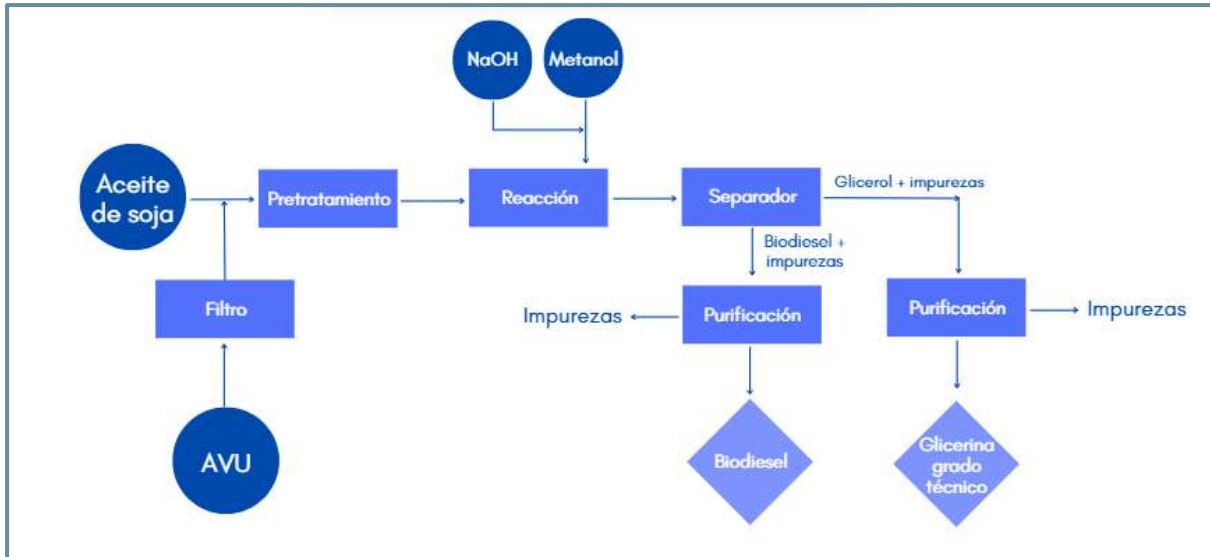 NaOH
Metanol
Aceite
de soja
Pretratamiento
Reacción
Separador
Glicerol + impurezas
Biodiesel +
impurezas
Filtro
Impurezas
Purificación
Purificación
Impurezas
AVU
Biodiesel
Glicerina
grado
técnico